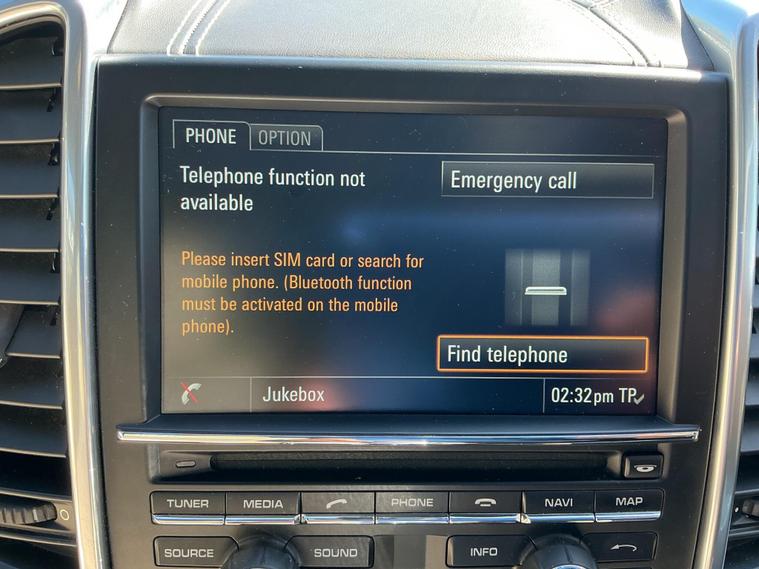 PHONE OPTION
Telephone function not
available
Emergency call
Please insert SIM card or search for
mobile phone. (Bluetooth function
must be activated on the mobile
phone).
Find telephone
Jukebox 02:32pm TP
TUNER MEDIA PHONE NAVI MAP
SOURCE SOUND INFO